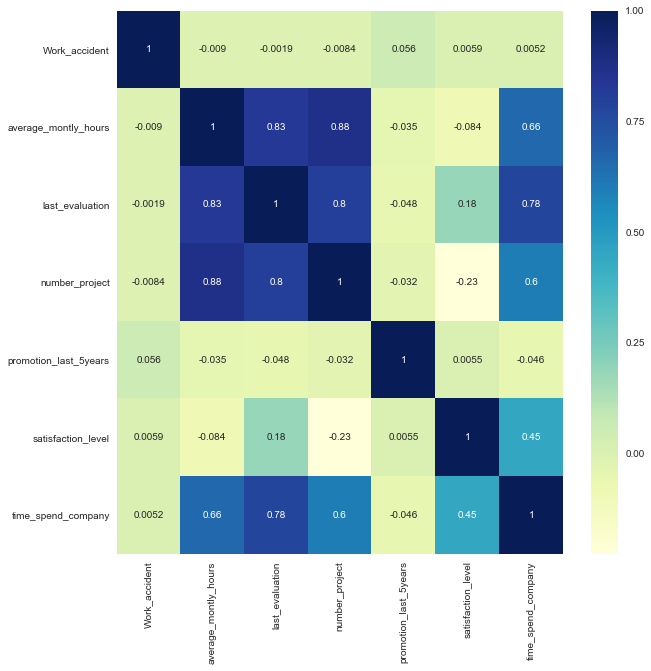 1.00
Work_accident 1 -0.009 -0.0019 -0.0084 0.056 0.0059 0.0052
average_montly_hours -0.009 1 0.83 0.88 -0.035 -0.084 0.66
0.75
last_evaluation -0.0019 0.83 1 0.8 -0.048 0.18 0.78
0.50
number_project -0.0084 0.88 0.8 1 -0.032 -0.23 0.6
0.25
promotion_last_5years 0.056 -0.035 -0.048 -0.032 1 0.0055 -0.046
satisfaction_level 0.0059 -0.084 0.18 -0.23 0.0055 1 0.45
0.00
time_spend_company 0.0052 0.66 0.78 0.6 -0.046 0.45 1
Work_accident
average_montly_hours
last_evaluation
number_project
promotion_last_5years
satisfaction_level
time_spend_company